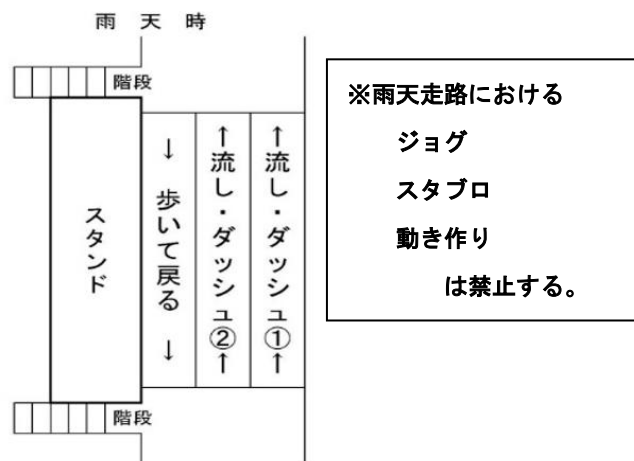 雨天時
階段
スタンド
↓ 歩いて戻る ↓
↑流し・ダッシュ②↑
↑流し・ダッシュ①↑
階段
※雨天走路における
ジョグ
スタブロ
動き作り
は禁止する。